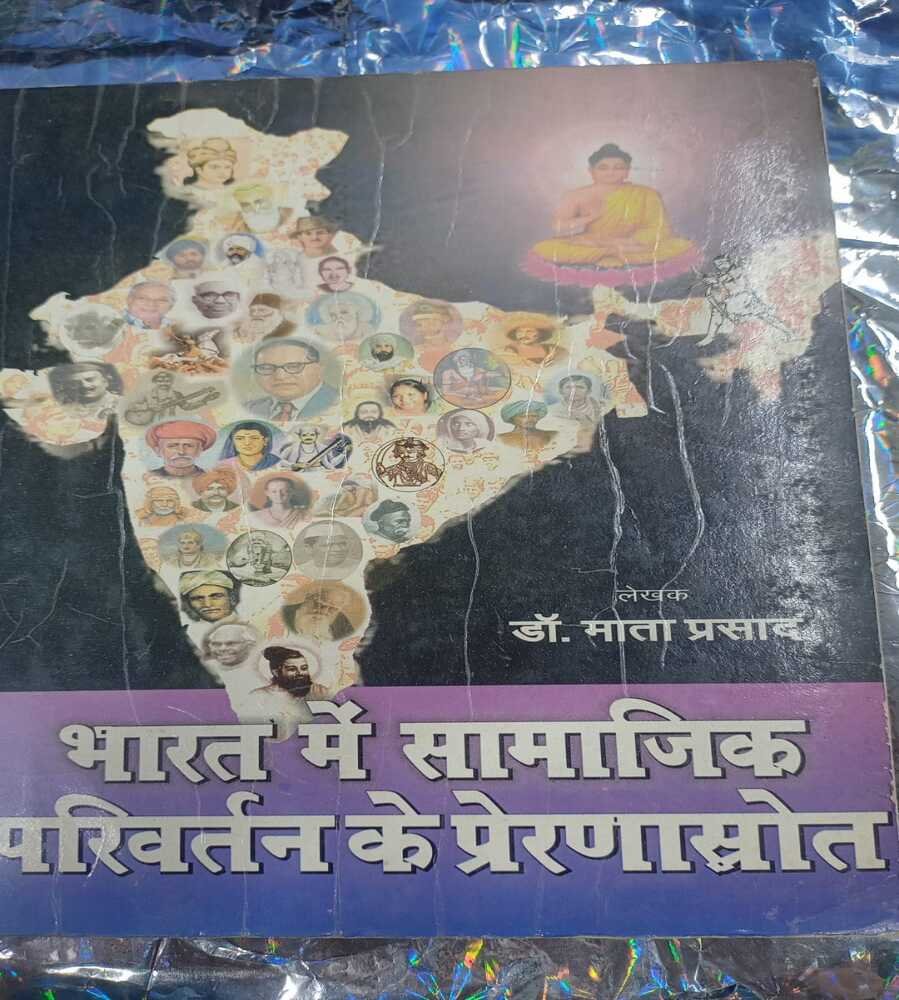 लेखक
डॉ. माता प्रसाद
भारत में सामाजिक
परिवर्तन के प्रेरणास्रोत